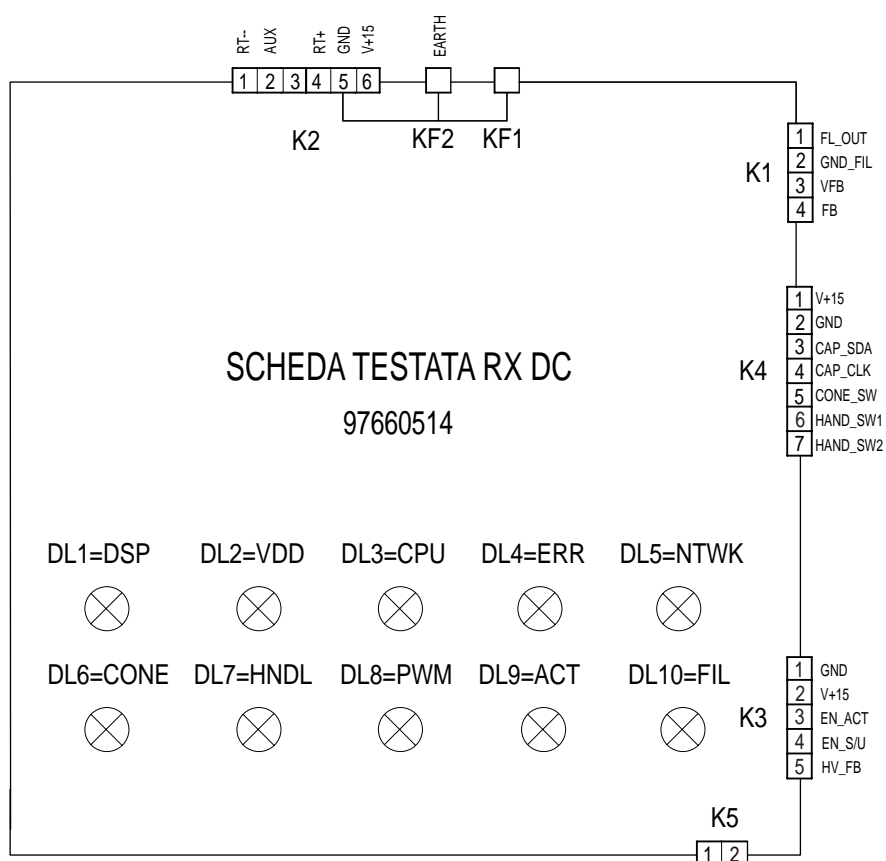 RT-- AUX RT+ GND V+15 EARTH
1 2 3 4 5 6
K2 KF2 KF1
K1
1 FL_OUT
2 GND_FIL
3 VFB
4 FB
K4
1 V+15
2 GND
3 CAP_SDA
4 CAP_CLK
5 CONE_SW
6 HAND_SW1
7 HAND_SW2
SCHEDA TESTATA RX DC
97660514
DL1=DSP DL2=VDD DL3=CPU DL4=ERR DL5=NTWK
DL6=CONE DL7=HNDL DL8=PWM DL9=ACT DL10=FIL
K3
1 GND
2 V+15
3 EN_ACT
4 EN_S/U
5 HV_FB
K5
1 2